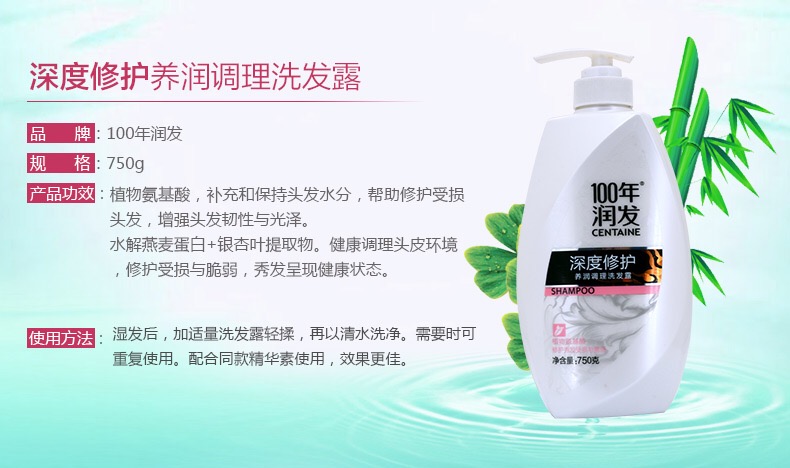 深度修护养润调理洗发露
品 牌：100年润发
规 格：750g
产品功效：植物氨基酸，补充和保持头发水分，帮助修护受损
头发，增强头发韧性与光泽。
水解燕麦蛋白+银杏叶提取物。健康调理头皮环境
，修护受损与脆弱，秀发呈现健康状态。
使用方法：湿发后，加适量洗发露轻揉，再以清水洗净。需要时可
重复使用。配合同款精华素使用，效果更佳。
100年®
润发
CENTAINE
深度修护
养润调理洗发露
SHAMPOO
净含量:750克